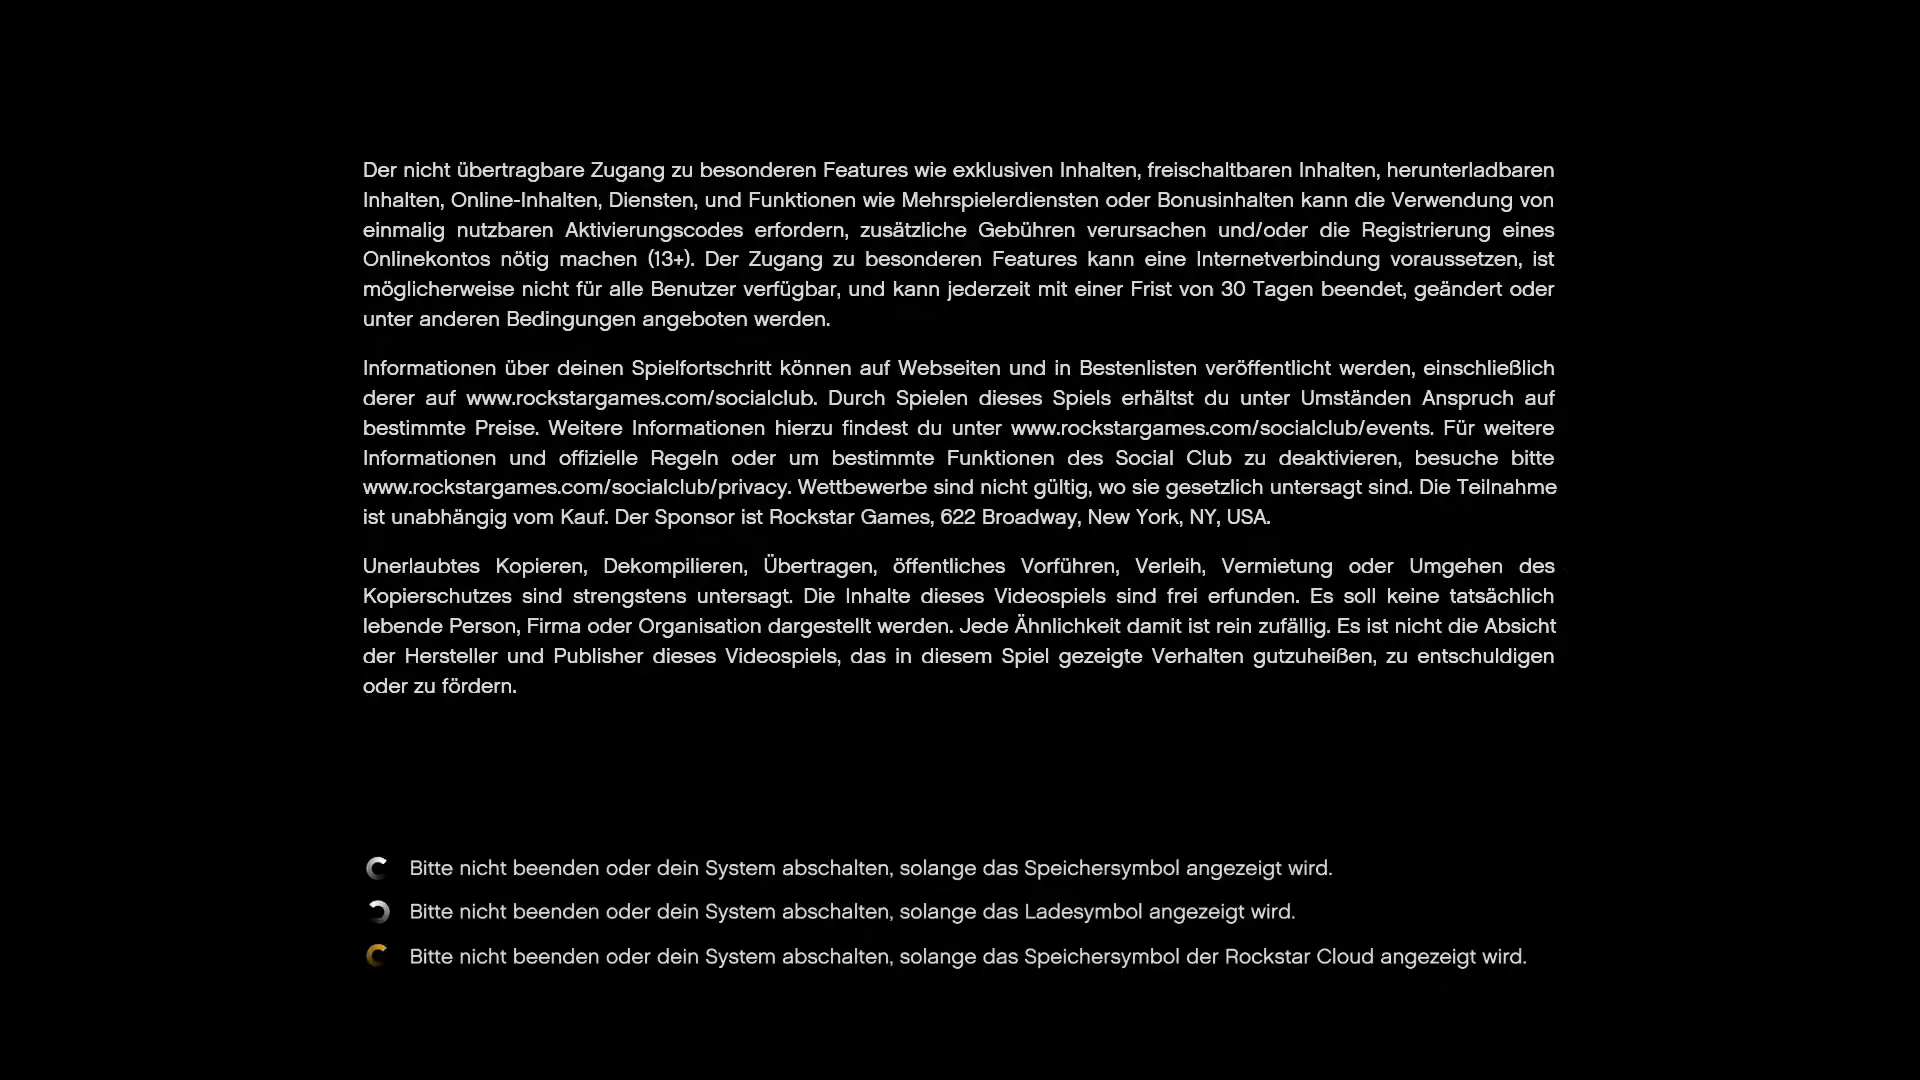 Der nicht übertragbare Zugang zu besonderen Features wie exklusiven Inhalten, freischaltbaren Inhalten, herunterladbaren
Inhalten, Online-Inhalten, Diensten, und Funktionen wie Mehrspielerdiensten oder Bonusinhalten kann die Verwendung von
einmalig nutzbaren Aktivierungscodes erfordern, zusätzliche Gebühren verursachen und/oder die Registrierung eines
Onlinekontos nötig machen (13+). Der Zugang zu besonderen Features kann eine Internetverbindung voraussetzen, ist
möglicherweise nicht für alle Benutzer verfügbar, und kann jederzeit mit einer Frist von 30 Tagen beendet, geändert oder
unter anderen Bedingungen angeboten werden.
Informationen über deinen Spielfortschritt können auf Webseiten und in Bestenlisten veröffentlicht werden, einschließlich
derer auf www.rockstargames.com/socialclub. Durch Spielen dieses Spiels erhältst du unter Umständen Anspruch auf
bestimmte Preise. Weitere Informationen hierzu findest du unter www.rockstargames.com/socialclub/events. Für weitere
Informationen und offizielle Regeln oder um bestimmte Funktionen des Social Club zu deaktivieren, besuche bitte
www.rockstargames.com/socialclub/privacy. Wettbewerbe sind nicht gültig, wo sie gesetzlich untersagt sind. Die Teilnahme
ist unabhängig vom Kauf. Der Sponsor ist Rockstar Games, 622 Broadway, New York, NY, USA.
Unerlaubtes Kopieren, Dekompilieren, Übertragen, öffentliches Vorführen, Verleih, Vermietung oder Umgehen des
Kopierschutzes sind strengstens untersagt. Die Inhalte dieses Videospiels sind frei erfunden. Es soll keine tatsächlich
lebende Person, Firma oder Organisation dargestellt werden. Jede Ähnlichkeit damit ist rein zufällig. Es ist nicht die Absicht
der Hersteller und Publisher dieses Videospiels, das in diesem Spiel gezeigte Verhalten gutzuheißen, zu entschuldigen
oder zu fördern.
Bitte nicht beenden oder dein System abschalten, solange das Speichersymbol angezeigt wird.
Bitte nicht beenden oder dein System abschalten, solange das Ladesymbol angezeigt wird.
Bitte nicht beenden oder dein System abschalten, solange das Speichersymbol der Rockstar Cloud angezeigt wird.